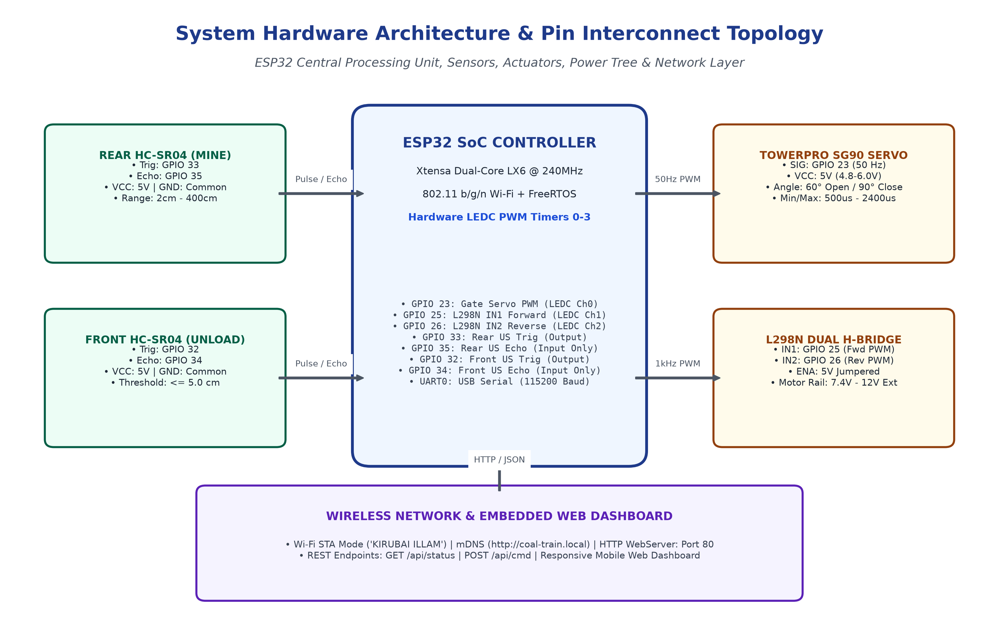 System Hardware Architecture & Pin Interconnect Topology
ESP32 Central Processing Unit, Sensors, Actuators, Power Tree & Network Layer
REAR HC-SR04 (MINE)
• Trig: GPIO 33
• Echo: GPIO 35
• VCC: 5V | GND: Common
• Range: 2cm - 400cm
Pulse / Echo
FRONT HC-SR04 (UNLOAD)
• Trig: GPIO 32
• Echo: GPIO 34
• VCC: 5V | GND: Common
• Threshold: <= 5.0 cm
Pulse / Echo
ESP32 SoC CONTROLLER
Xtensa Dual-Core LX6 @ 240MHz
802.11 b/g/n Wi-Fi + FreeRTOS
Hardware LEDC PWM Timers 0-3
• GPIO 23: Gate Servo PWM (LEDC Ch0)
• GPIO 25: L298N IN1 Forward (LEDC Ch1)
• GPIO 26: L298N IN2 Reverse (LEDC Ch2)
• GPIO 33: Rear US Trig (Output)
• GPIO 35: Rear US Echo (Input Only)
• GPIO 32: Front US Trig (Output)
• GPIO 34: Front US Echo (Input Only)
• UART0: USB Serial (115200 Baud)
50Hz PWM
TOWERPRO SG90 SERVO
• SIG: GPIO 23 (50 Hz)
• VCC: 5V (4.8-6.0V)
• Angle: 60° Open / 90° Close
• Min/Max: 500us - 2400us
1kHz PWM
L298N DUAL H-BRIDGE
• IN1: GPIO 25 (Fwd PWM)
• IN2: GPIO 26 (Rev PWM)
• ENA: 5V Jumpered
• Motor Rail: 7.4V - 12V Ext
HTTP / JSON
WIRELESS NETWORK & EMBEDDED WEB DASHBOARD
• Wi-Fi STA Mode ('KIRUBAI ILLAM') | mDNS (http://coal-train.local) | HTTP WebServer: Port 80
• REST Endpoints: GET /api/status | POST /api/cmd | Responsive Mobile Web Dashboard